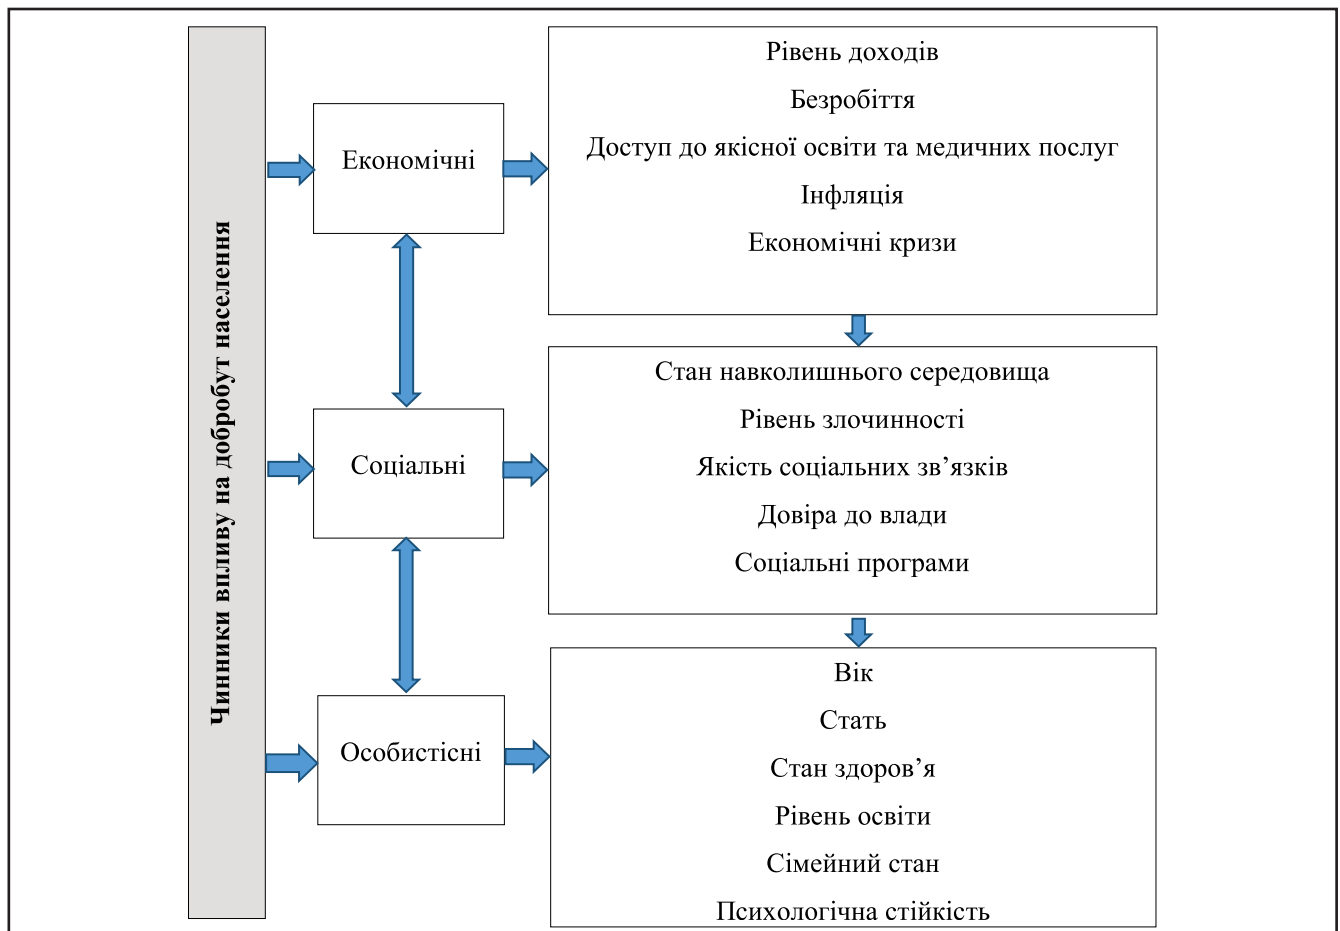 Чинники впливу на добробут населення
Економічні
Рівень доходів
Безробіття
Доступ до якісної освіти та медичних послуг
Інфляція
Економічні кризи
Соціальні
Стан навколишнього середовища
Рівень злочинності
Якість соціальних зв’язків
Довіра до влади
Соціальні програми
Особистісні
Вік
Стать
Стан здоров’я
Рівень освіти
Сімейний стан
Психологічна стійкість